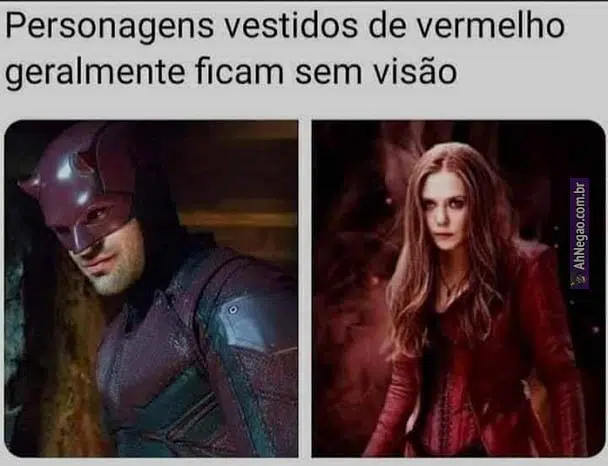 Personagens vestidos de vermelho
geralmente ficam sem visão
AhNegao.com.br